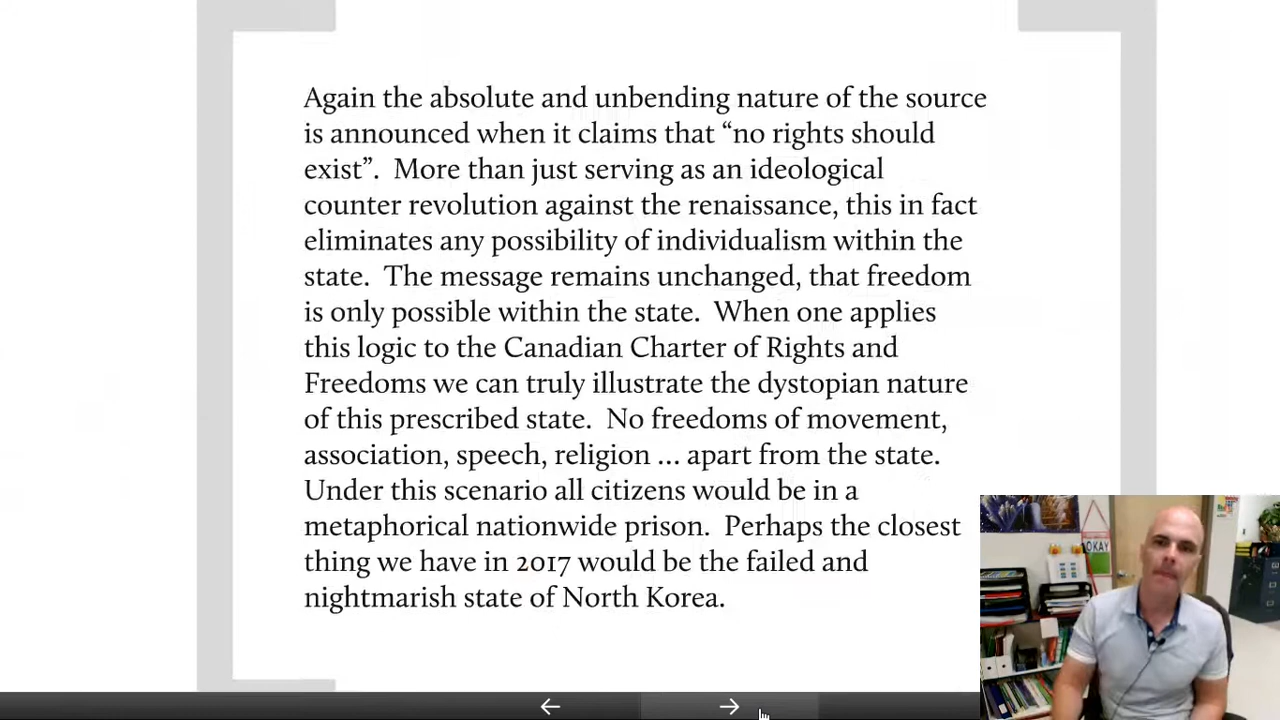 Again the absolute and unbending nature of the source
is announced when it claims that “no rights should
exist”.  More than just serving as an ideological
counter revolution against the renaissance, this in fact
eliminates any possibility of individualism within the
state.  The message remains unchanged, that freedom
is only possible within the state.  When one applies
this logic to the Canadian Charter of Rights and
Freedoms we can truly illustrate the dystopian nature
of this prescribed state.  No freedoms of movement,
association, speech, religion ... apart from the state.
Under this scenario all citizens would be in a
metaphorical nationwide prison.  Perhaps the closest
thing we have in 2017 would be the failed and
nightmarish state of North Korea.
OKAY